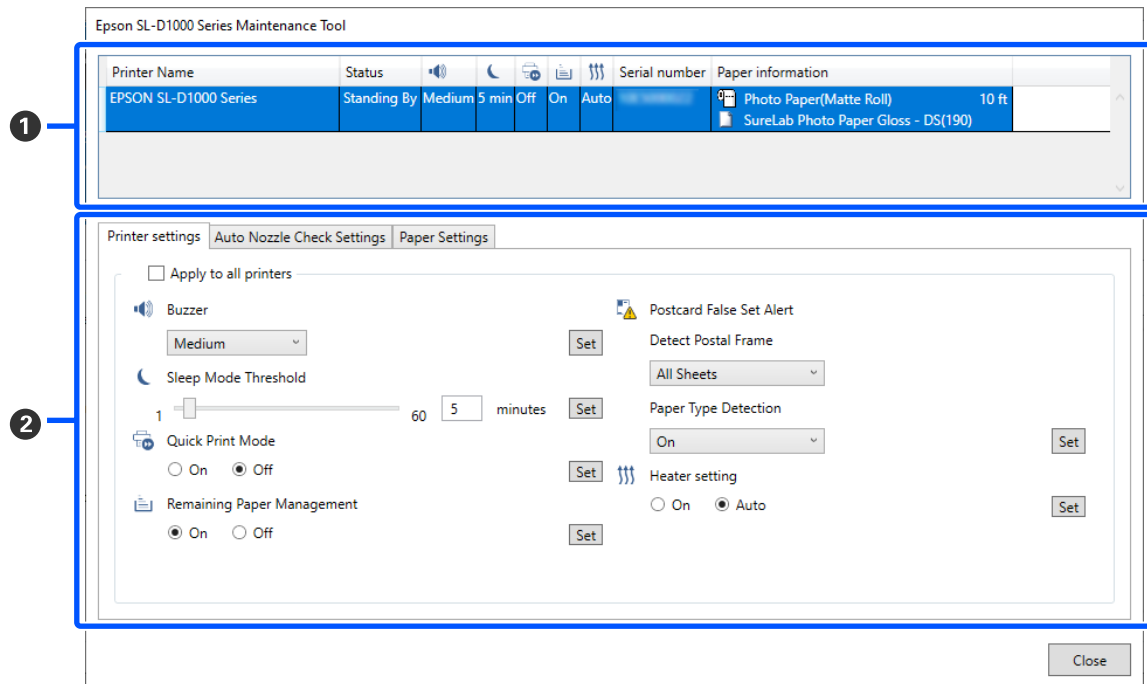 Epson SL-D1000 Series Maintenance Tool
1
Printer Name Status Serial number Paper information
EPSON SL-D1000 Series Standing By Medium 5 min Off On Auto Photo Paper(Matte Roll) 10 ft
SureLab Photo Paper Gloss - DS(190)
2
Printer settings Auto Nozzle Check Settings Paper Settings
Apply to all printers
Buzzer
Medium Set
Sleep Mode Threshold
1 60 5 minutes Set
Quick Print Mode
On Off Set
Remaining Paper Management
On Off Set
Postcard False Set Alert
Detect Postal Frame
All Sheets
Paper Type Detection
On Set
Heater setting
On Auto Set
Close